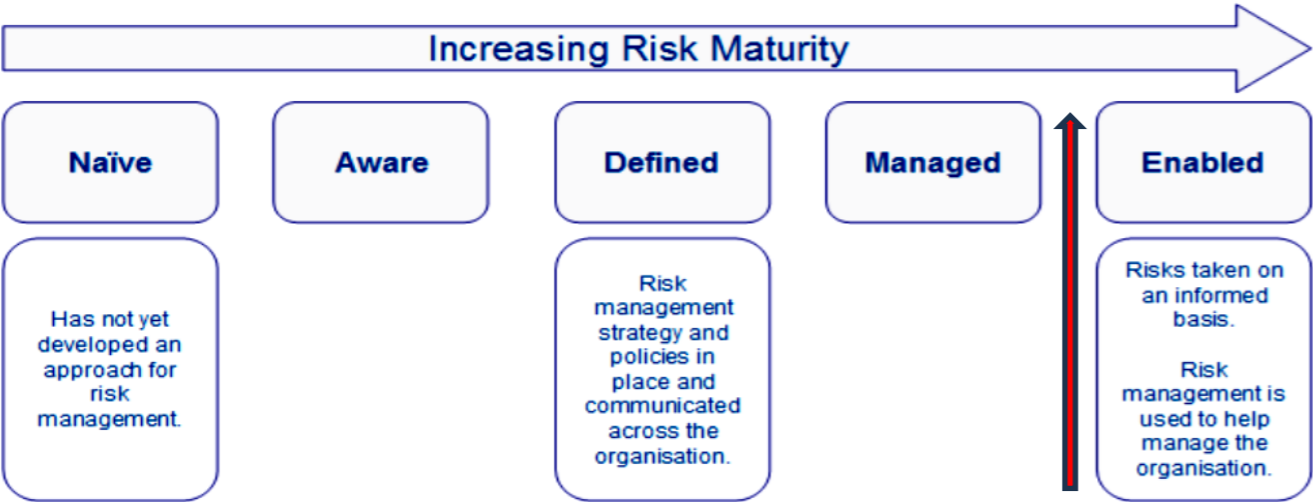 Increasing Risk Maturity
Naïve
Aware
Defined
Managed
Enabled
Has not yet
developed an
approach for
risk
management.
Risk
management
strategy and
policies in
place and
communicated
across the
organisation.
Risks taken on
an informed
basis.
Risk
management is
used to help
manage the
organisation.